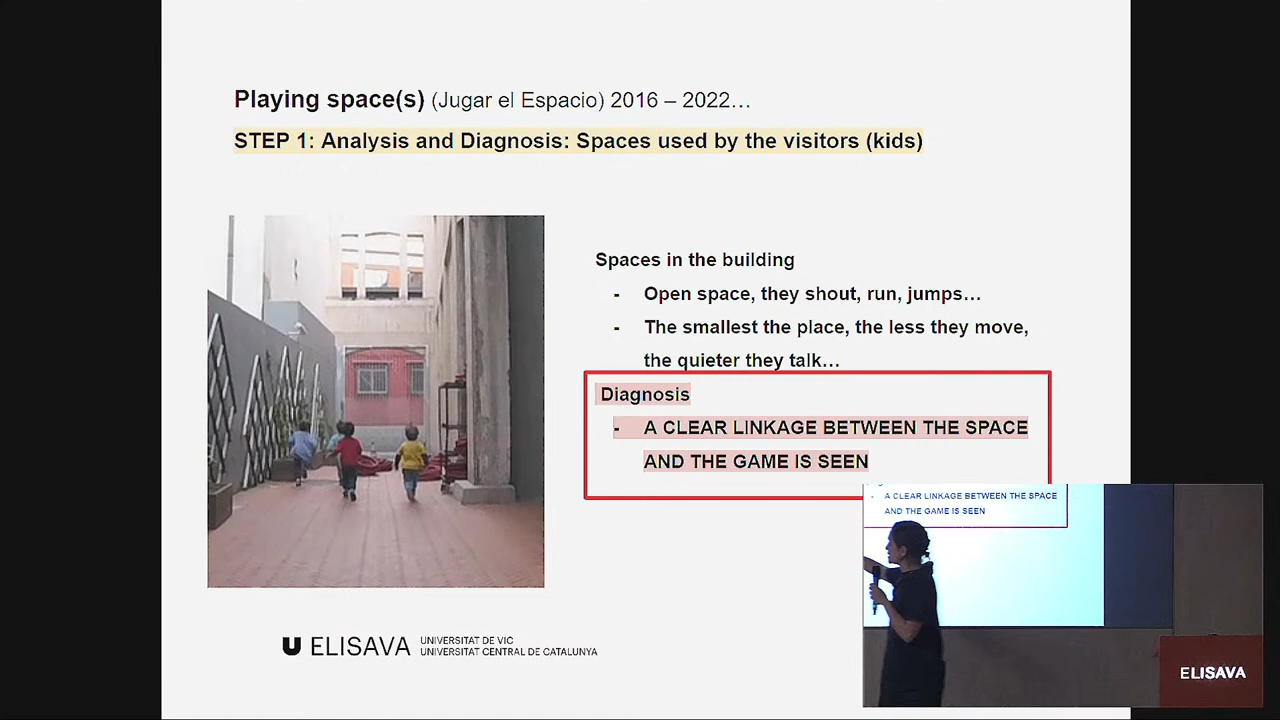 Playing space(s) (Jugar el Espacio) 2016 – 2022…
STEP 1: Analysis and Diagnosis: Spaces used by the visitors (kids)
Spaces in the building
- Open space, they shout, run, jumps…
- The smallest the place, the less they move,
the quieter they talk…
Diagnosis
- A CLEAR LINKAGE BETWEEN THE SPACE
AND THE GAME IS SEEN
- A CLEAR LINKAGE BETWEEN THE SPACE
AND THE GAME IS SEEN
ELISAVA
UNIVERSITAT DE VIC
UNIVERSITAT CENTRAL DE CATALUNYA
ELISAVA